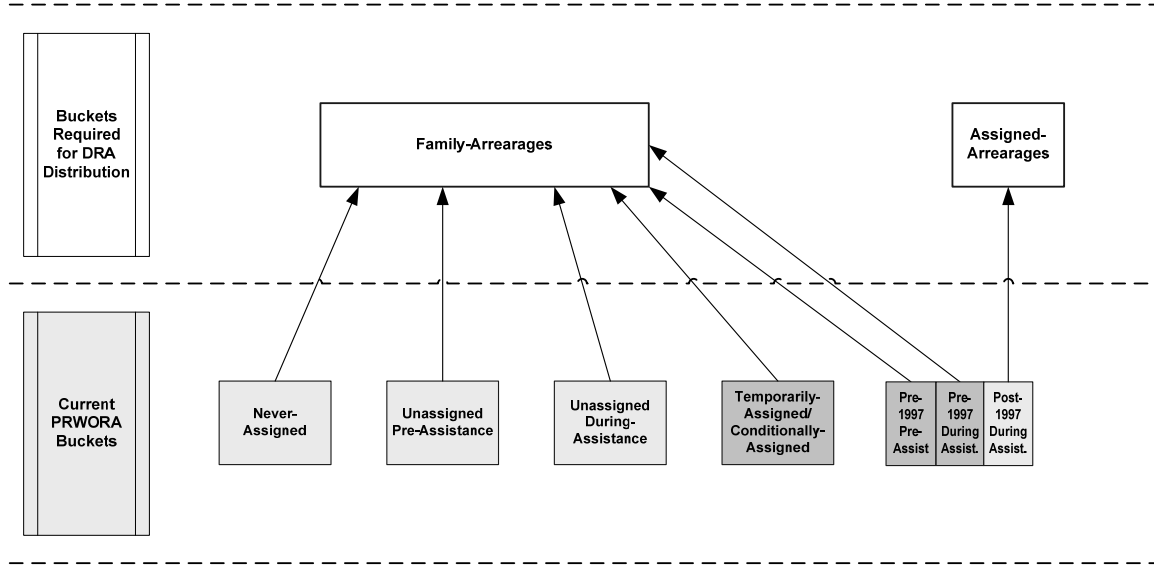 Buckets
Required
for DRA
Distribution
Family-Arrearages
Assigned-
Arrearages
Current
PRWORA
Buckets
Never-
Assigned
Unassigned
Pre-Assistance
Unassigned
During-
Assistance
Temporarily-
Assigned/
Conditionally-
Assigned
Pre-
1997
Pre-
Assist
Pre-
1997
During
Assist.
Post-
1997
During
Assist.